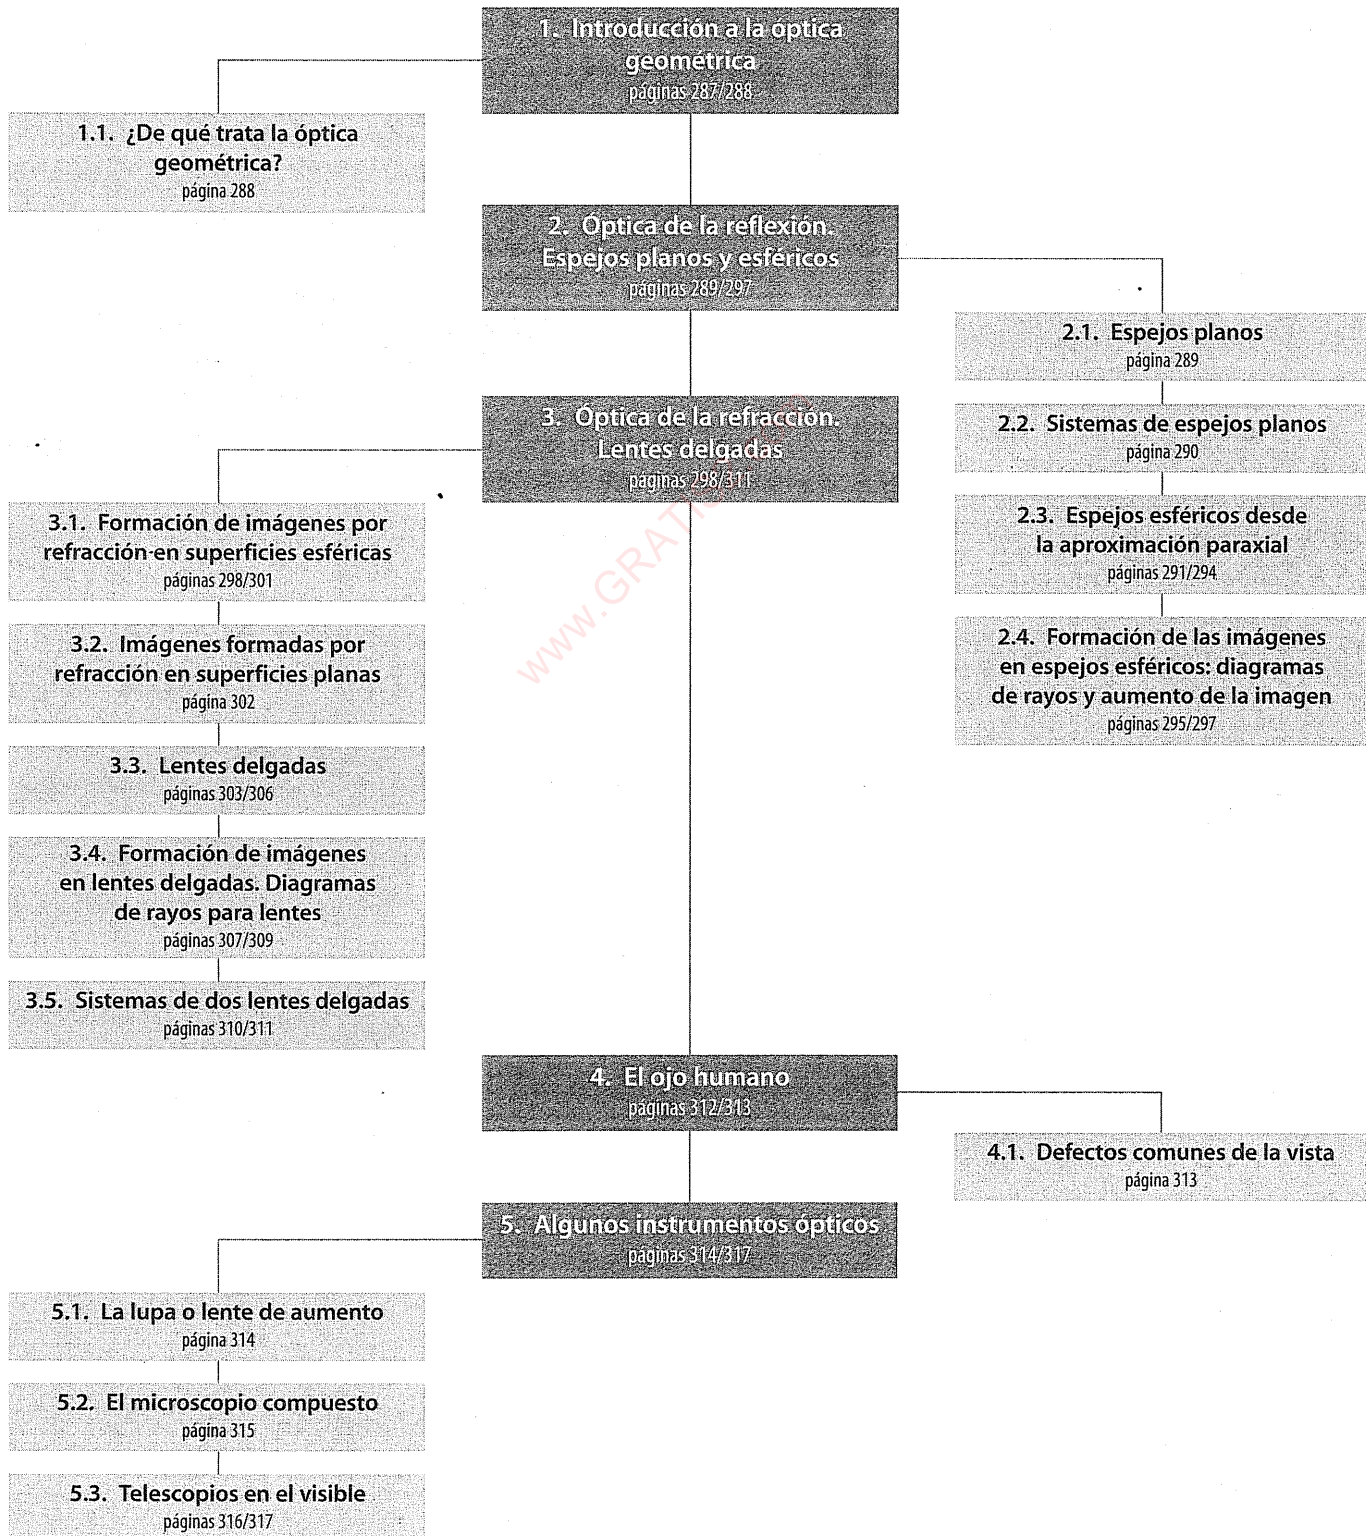 1. Introducción a la óptica
geométrica
páginas 287/288
1.1. ¿De qué trata la óptica
geométrica?
página 288
2. Óptica de la reflexión.
Espejos planos y esféricos
páginas 289/297
2.1. Espejos planos
página 289
2.2. Sistemas de espejos planos
página 290
2.3. Espejos esféricos desde
la aproximación paraxial
páginas 291/294
2.4. Formación de las imágenes
en espejos esféricos: diagramas
de rayos y aumento de la imagen
páginas 295/297
3. Óptica de la refracción.
Lentes delgadas
páginas 298/311
3.1. Formación de imágenes por
refracción en superficies esféricas
páginas 298/301
3.2. Imágenes formadas por
refracción en superficies planas
página 302
3.3. Lentes delgadas
páginas 303/306
3.4. Formación de imágenes
en lentes delgadas. Diagramas
de rayos para lentes
páginas 307/309
3.5. Sistemas de dos lentes delgadas
páginas 310/311
4. El ojo humano
páginas 312/313
4.1. Defectos comunes de la vista
página 313
5. Algunos instrumentos ópticos
páginas 314/317
5.1. La lupa o lente de aumento
página 314
5.2. El microscopio compuesto
página 315
5.3. Telescopios en el visible
páginas 316/317